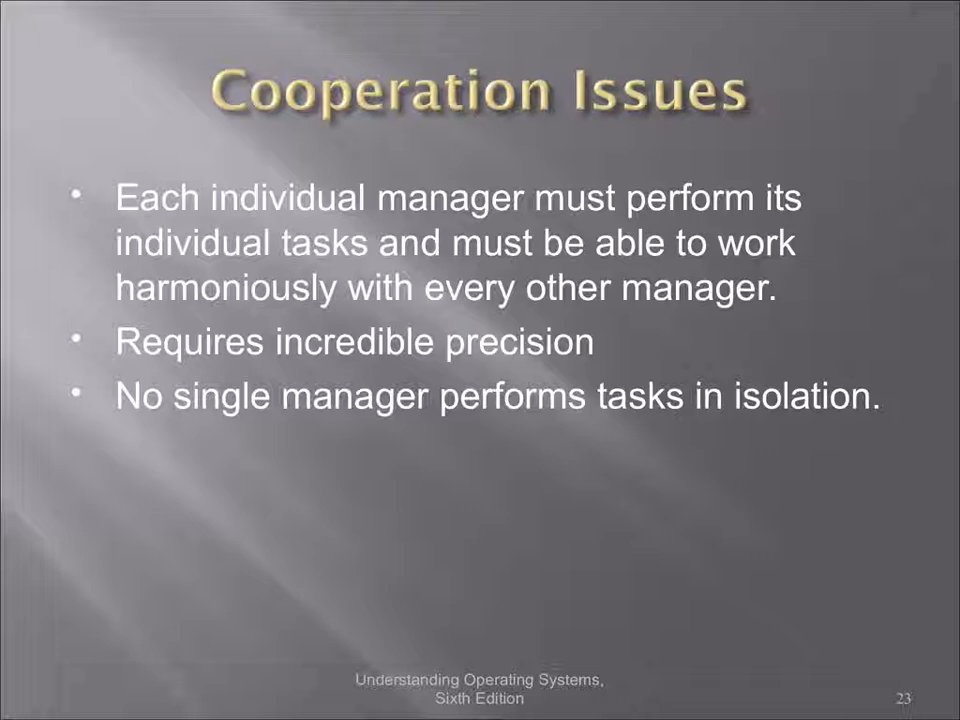 Cooperation Issues
• Each individual manager must perform its
individual tasks and must be able to work
harmoniously with every other manager.
• Requires incredible precision
• No single manager performs tasks in isolation.
Understanding Operating Systems,
Sixth Edition
23